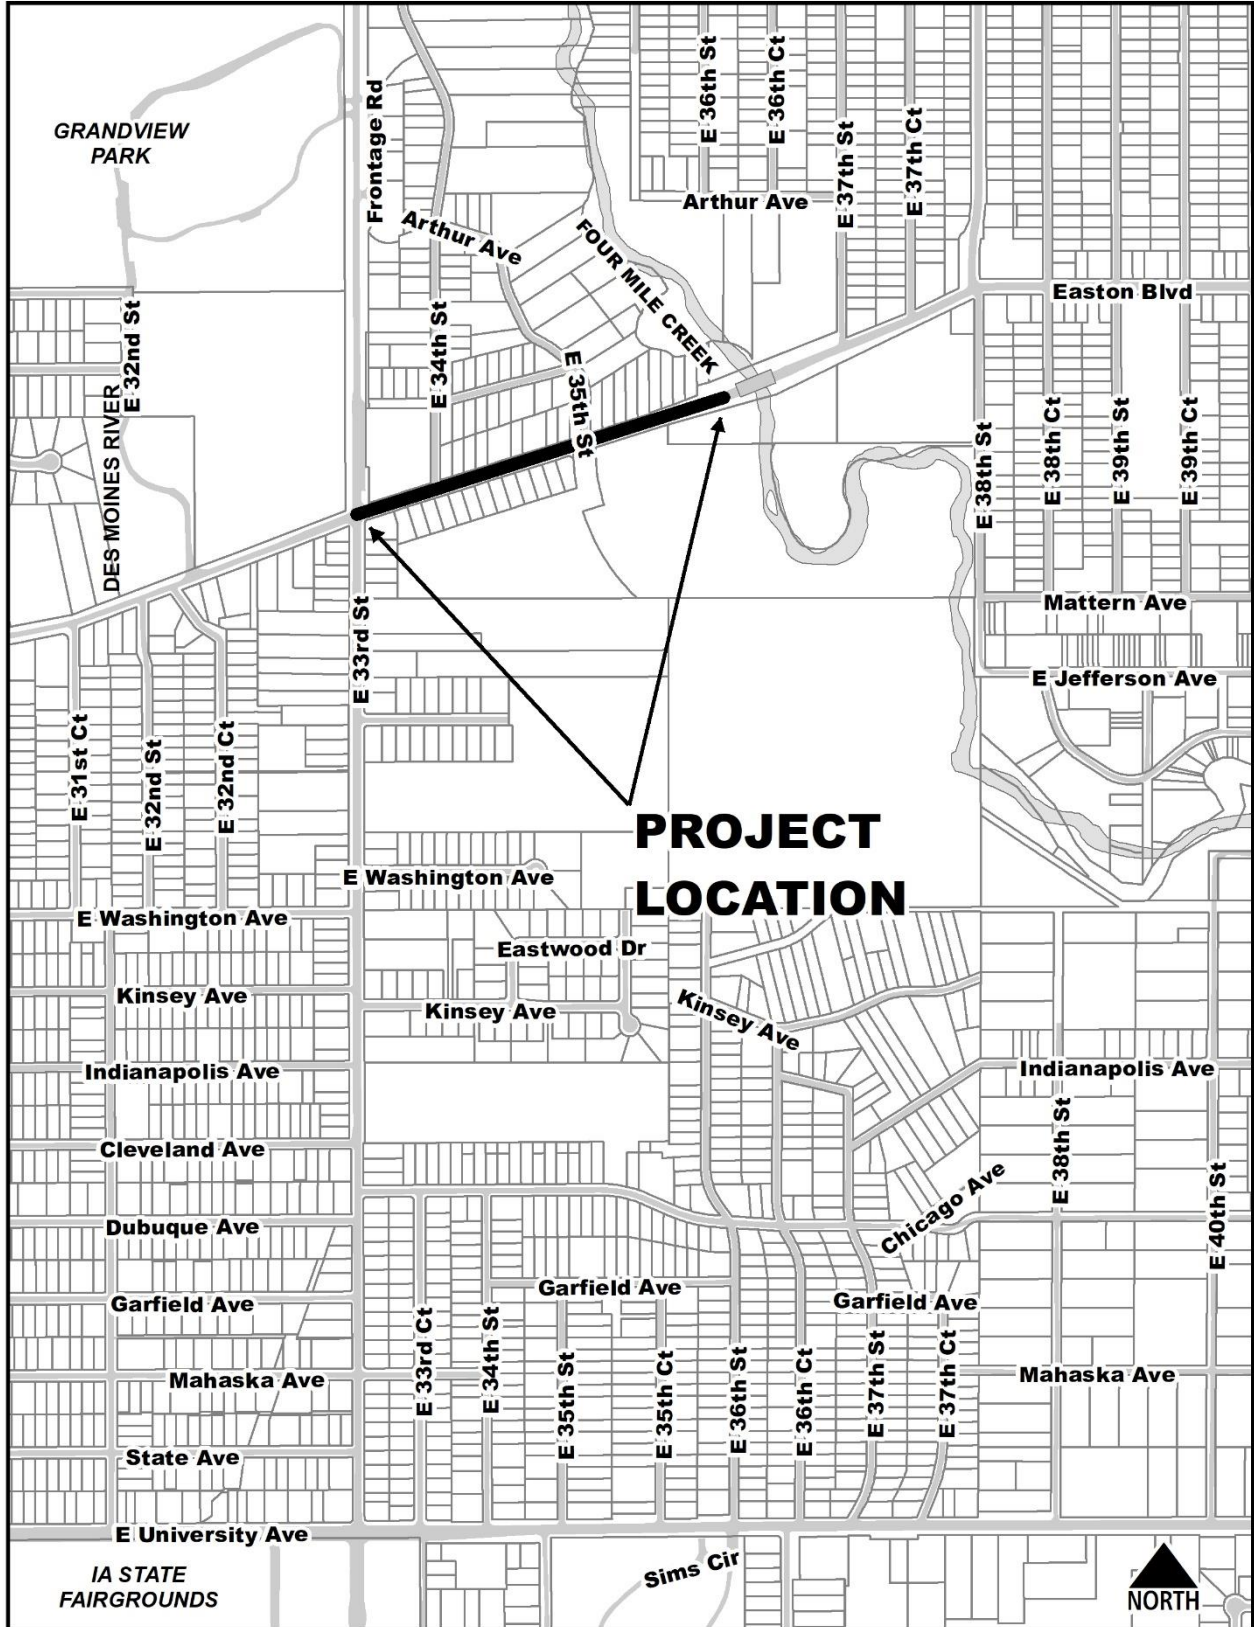 E 36th St
E 36th Ct
Frontage Rd
GRANDVIEW
PARK
E 37th St
E 37th Ct
Arthur Ave
Arthur Ave
FOUR MILE CREEK
Easton Blvd
E 32nd St
E 34th St
E 35th St
DES MOINES RIVER
E 38th St
E 38th Ct
E 39th St
E 39th Ct
Mattern Ave
E 33rd St
E Jefferson Ave
E 31st Ct
E 32nd St
E 32nd Ct
PROJECT
LOCATION
E Washington Ave
E Washington Ave
Eastwood Dr
Kinsey Ave
Kinsey Ave
Kinsey Ave
Indianapolis Ave
Indianapolis Ave
E 38th St
Cleveland Ave
Chicago Ave
E 40th St
Dubuque Ave
Garfield Ave
Garfield Ave
Garfield Ave
E 33rd Ct
E 34th St
E 35th St
E 35th Ct
E 36th St
E 36th Ct
E 37th St
E 37th Ct
Mahaska Ave
Mahaska Ave
State Ave
E University Ave
IA STATE
FAIRGROUNDS
Sims Cir
NORTH